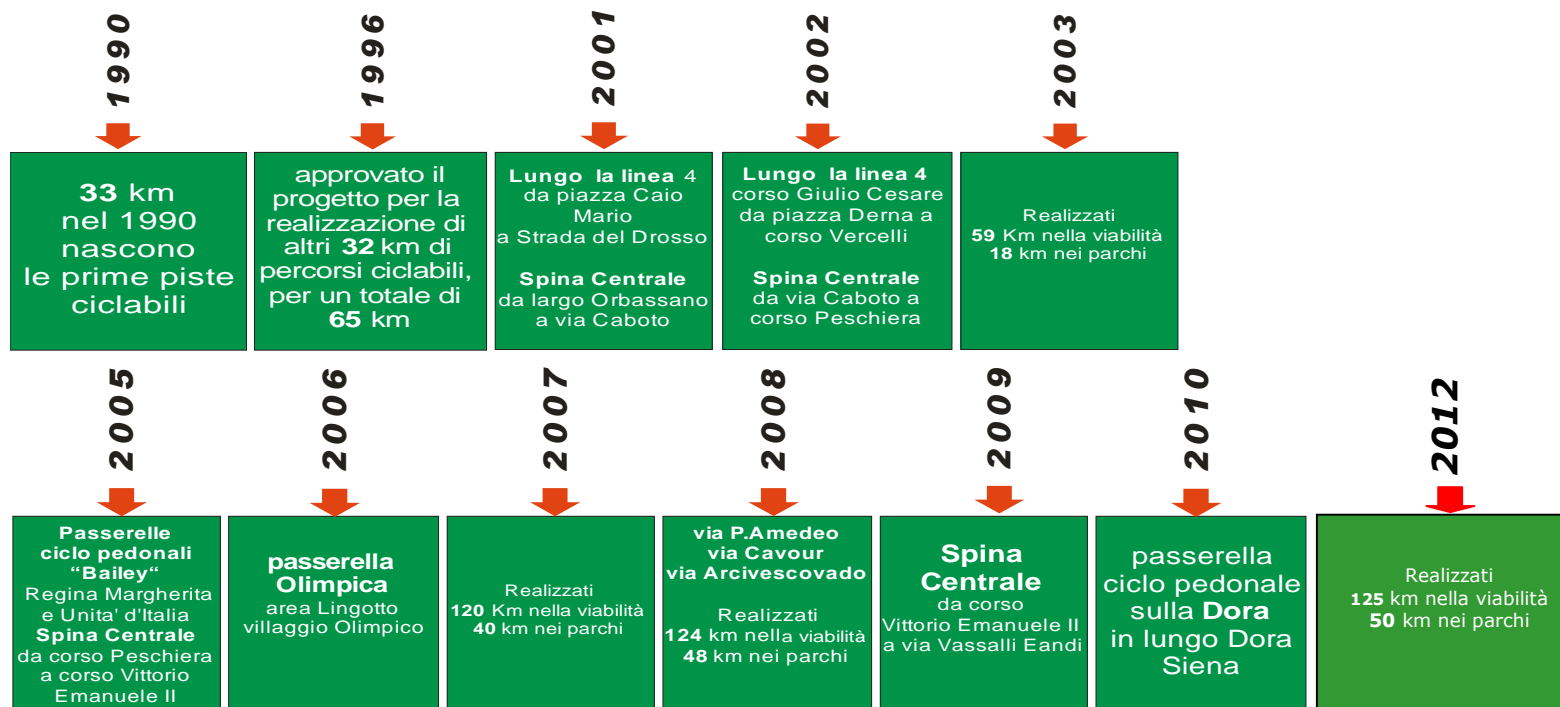 1990
33 km
nel 1990
nascono
le prime piste
ciclabili
1996
approvato il
progetto per la
realizzazione di
altri 32 km di
percorsi ciclabili,
per un totale di
65 km
2001
Lungo la linea 4
da piazza Caio
Mario
a Strada del Drosso
Spina Centrale
da largo Orbassano
a via Caboto
2002
Lungo la linea 4
corso Giulio Cesare
da piazza Derna a
corso Vercelli
Spina Centrale
da via Caboto a
corso Peschiera
2003
Realizzati
59 Km nella viabilità
18 km nei parchi
2005
Passerelle
ciclo pedonali
“Bailey“
Regina Margherita
e Unita' d'Italia
Spina Centrale
da corso Peschiera
a corso Vittorio
Emanuele II
2006
passerella
Olimpica
area Lingotto
villaggio Olimpico
2007
Realizzati
120 Km nella viabilità
40 km nei parchi
2008
via P.Amedeo
via Cavour
via Arcivescovado
Realizzati
124 km nella viabilità
48 km nei parchi
2009
Spina
Centrale
da corso
Vittorio Emanuele II
a via Vassalli Eandi
2010
passerella
ciclo pedonale
sulla Dora
in lungo Dora
Siena
2012
Realizzati
125 km nella viabilità
50 km nei parchi